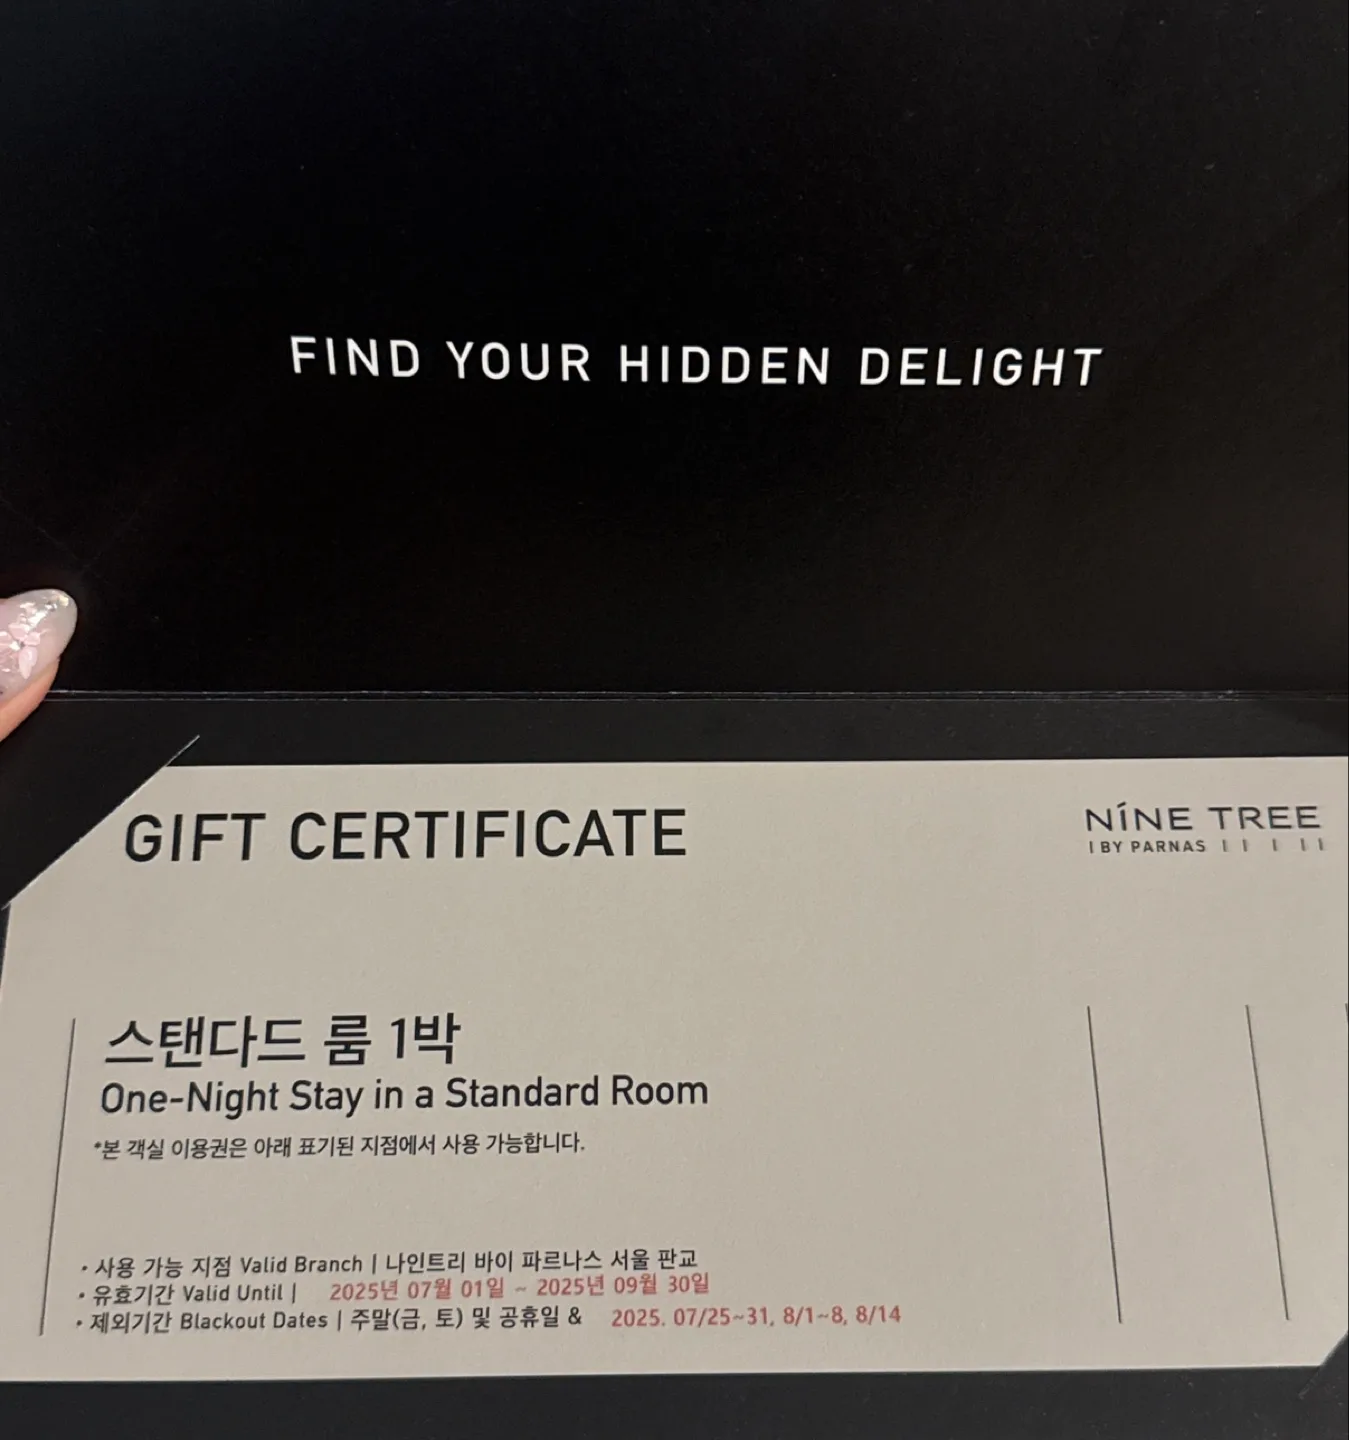 FIND YOUR HIDDEN DELIGHT
GIFT CERTIFICATE
NÍNE TREE
BY PARNAS
스탠다드 룸 1박
One-Night Stay in a Standard Room
*본 객실 이용권은 아래 표기된 지점에서 사용 가능합니다.
• 사용 가능 지점 Valid Branch | 나인트리 바이 파르나스 서울 판교
• 유효기간 Valid Until | 2025년 07월 01일 ~ 2025년 09월 30일
• 제외기간 Blackout Dates | 주말(금, 토) 및 공휴일 & 2025. 07/25~31, 8/1~8, 8/14